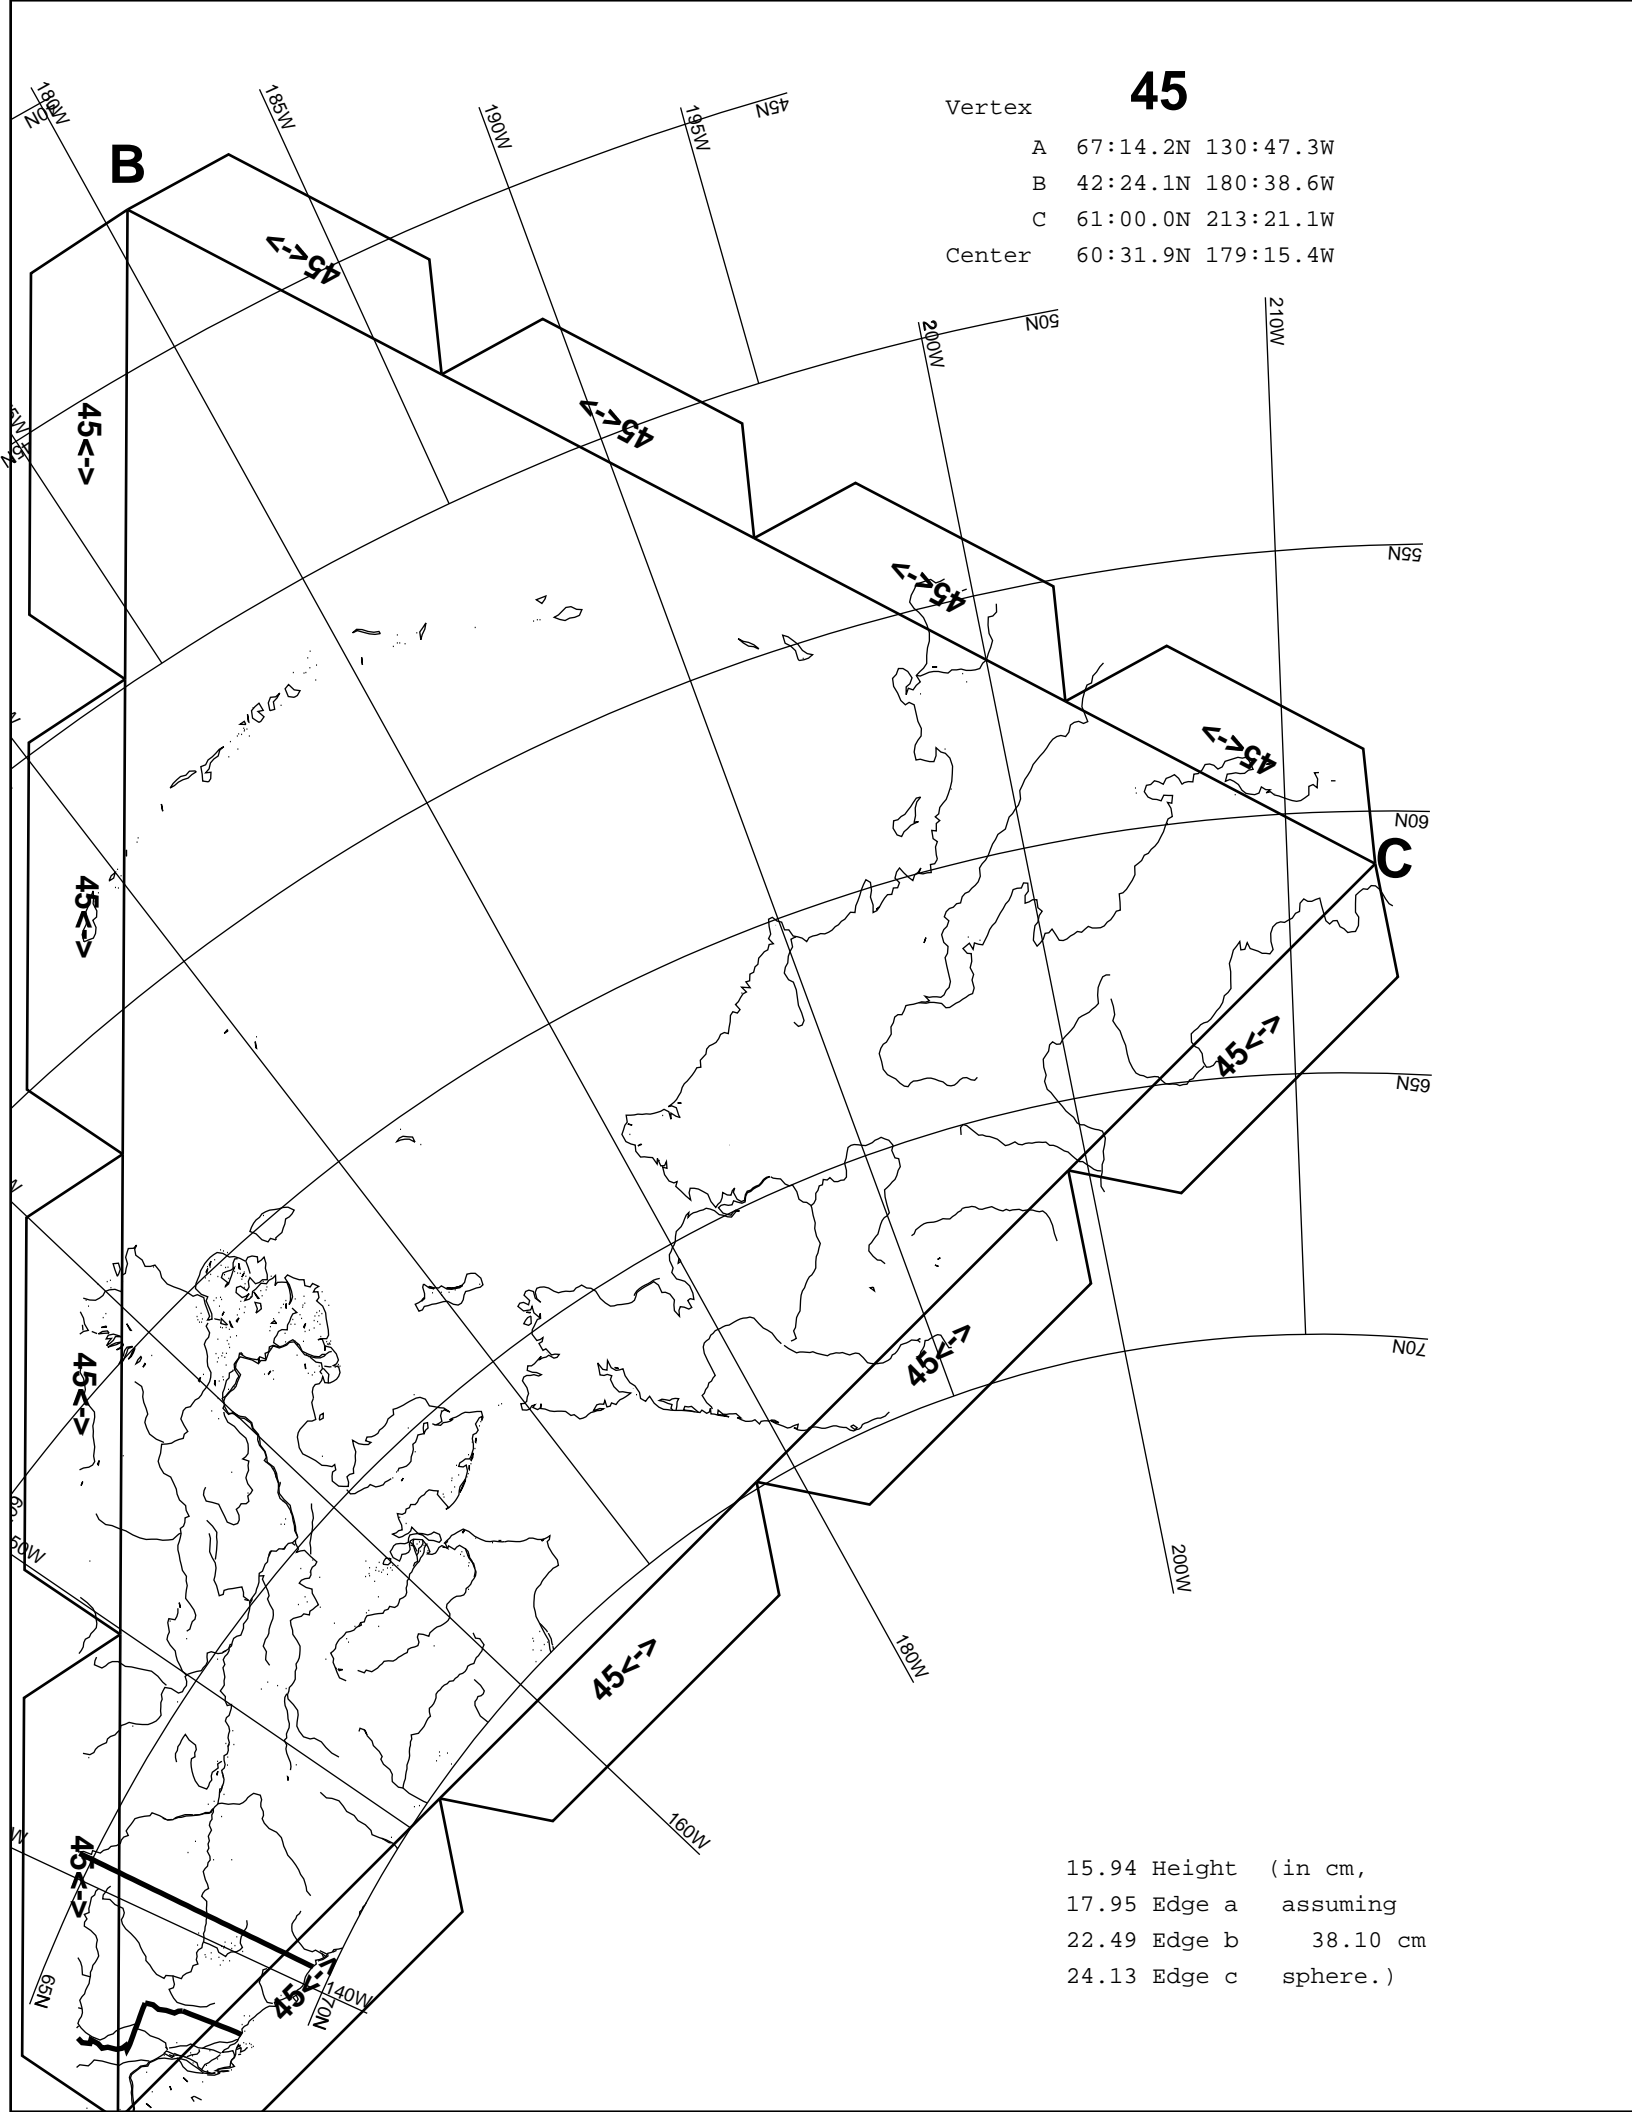 45
Vertex
A 67:14.2N 130:47.3W
B 42:24.1N 180:38.6W
C 61:00.0N 213:21.1W
Center 60:31.9N 179:15.4W
180W
185W
190W
195W
45N
B
45<->
50N
200W
210W
45<->
45<->
45N
45<->
55N
45<->
60N
C
45<->
45<->
65N
45<->
70N
45<->
50W
200W
45<->
180W
160W
45<->
15.94 Height (in cm,
17.95 Edge a assuming
22.49 Edge b 38.10 cm
24.13 Edge c sphere.)
65N
45<->
140W
70N